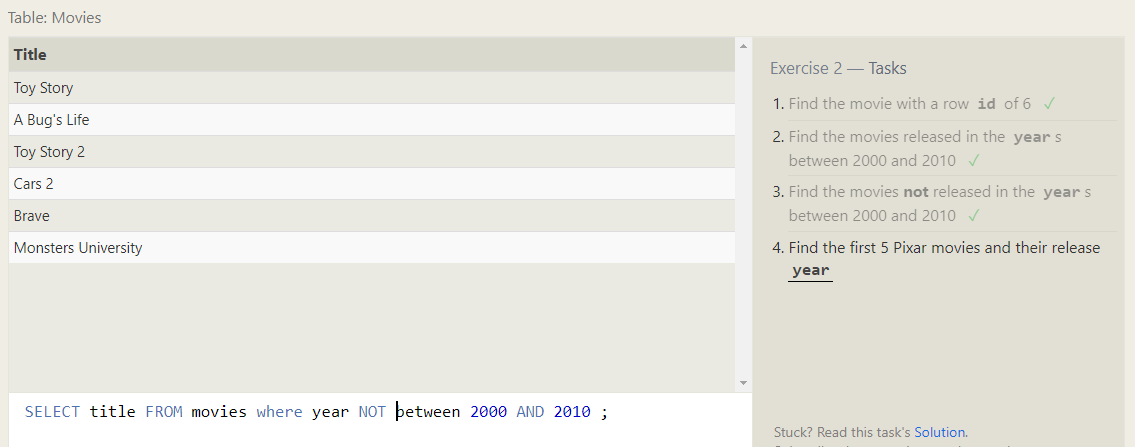 Table: Movies
Title
Toy Story
A Bug's Life
Toy Story 2
Cars 2
Brave
Monsters University
SELECT title FROM movies where year NOT between 2000 AND 2010 ;
Exercise 2 — Tasks
1. Find the movie with a row id of 6 ✓
2. Find the movies released in the year s
between 2000 and 2010 ✓
3. Find the movies not released in the year s
between 2000 and 2010 ✓
4. Find the first 5 Pixar movies and their release
year
Stuck? Read this task's Solution.